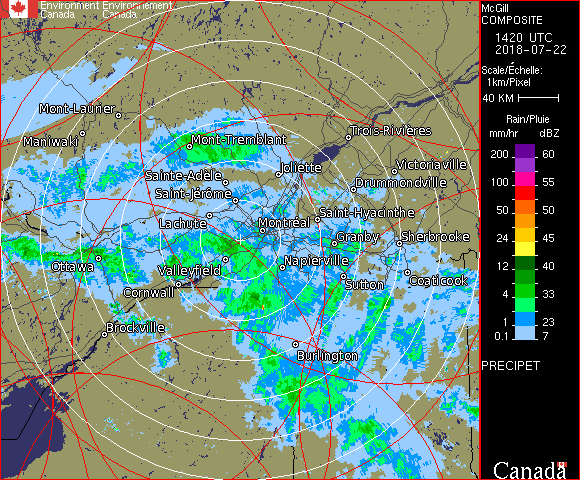 Environment Environnement
Canada Canada
Mont-Laurier
Trois-Rivières
Maniwaki
Mont-Tremblant
Joliette
Victoriaville
Sainte-Adèle
Drummondville
Saint-Jérôme
Lachute
Saint-Hyacinthe
Montréal
Granby
Sherbrooke
Ottawa
Valleyfield
Napierville
Coaticook
Cornwall
Sutton
Brockville
Burlington
McGill
COMPOSITE
1420 UTC
2018-07-22
Scale/Échelle:
1km/Pixel
40 KM
Rain/Pluie
mm/hr dBZ
200 60
100 55
50 50
45
24 45
12 40
4 33
1 23
0.1 7
PRECIPET
Canada